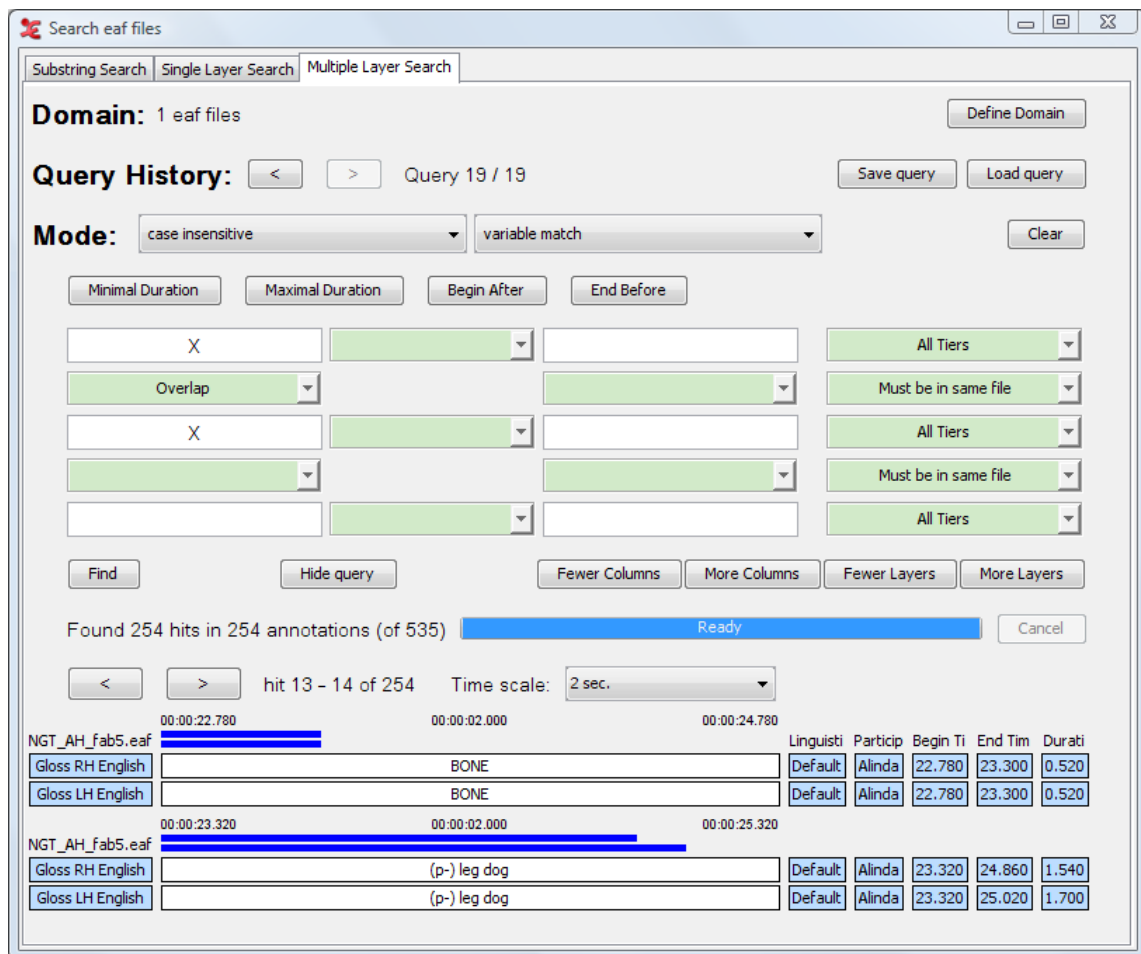 Search eaf files
Substring Search Single Layer Search Multiple Layer Search
Domain: 1 eaf files Define Domain
Query History: < > Query 19 / 19 Save query Load query
Mode: case insensitive variable match Clear
Minimal Duration Maximal Duration Begin After End Before
X All Tiers
Overlap Must be in same file
X All Tiers
Must be in same file
All Tiers
Find Hide query Fewer Columns More Columns Fewer Layers More Layers
Found 254 hits in 254 annotations (of 535) Ready Cancel
< > hit 13 - 14 of 254 Time scale: 2 sec.
00:00:22.780 00:00:02.000 00:00:24.780
NGT_AH_fab5.eaf Linguisti Particip Begin Ti End Tim Durati
Gloss RH English BONE Default Alinda 22.780 23.300 0.520
Gloss LH English BONE Default Alinda 22.780 23.300 0.520
00:00:23.320 00:00:02.000 00:00:25.320
NGT_AH_fab5.eaf
Gloss RH English (p-) leg dog Default Alinda 23.320 24.860 1.540
Gloss LH English (p-) leg dog Default Alinda 23.320 25.020 1.700